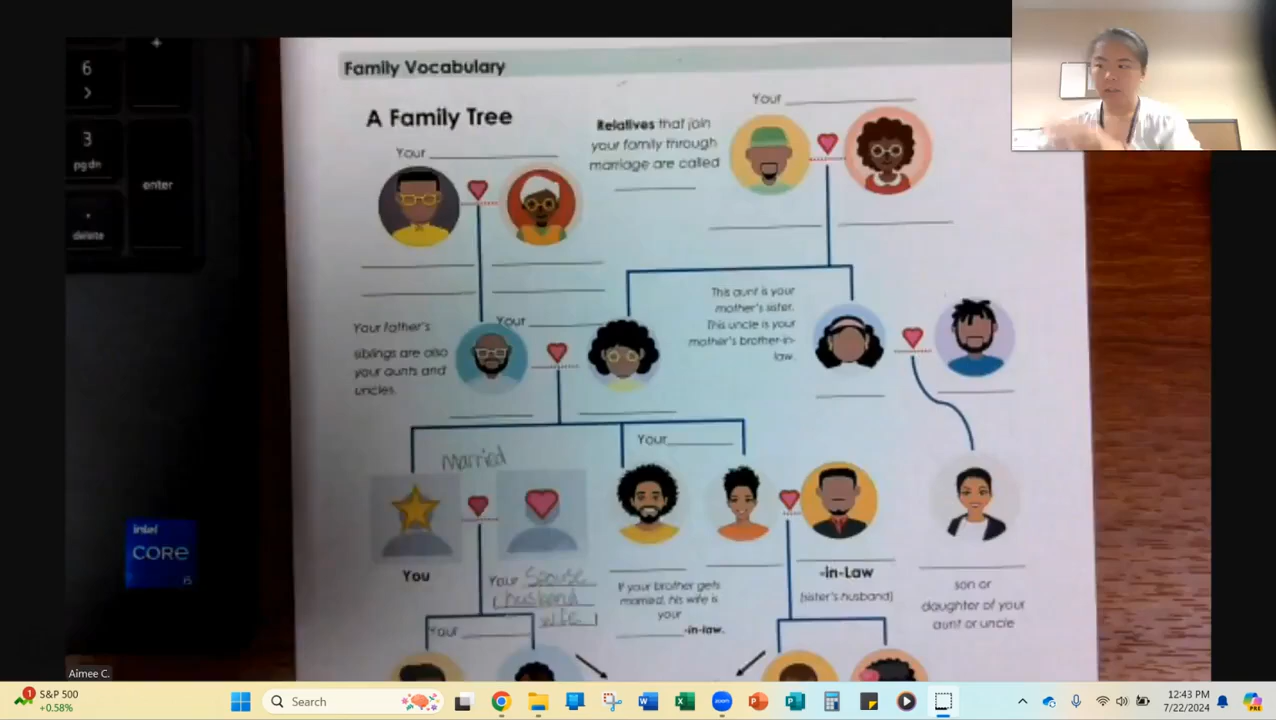 6
3
pg dn
.
delete
enter
intel
CORE
i5
Family Vocabulary
A Family Tree
Your
Relatives that join
your family through
marriage are called
Your
Your father's
siblings are also
your aunts and
uncles.
Your
This aunt is your
mother's sister.
This uncle is your
mother's brother-in-
law.
married
Your
You
Your Spouse
husband
wife
If your brother gets
married, his wife is
your
-in-law.
-in-Law
(sister's husband)
son or
daughter of your
aunt or uncle
Your
Aimee C.
1
S&P 500
+0.58%
Search
zoom
12:43 PM
7/22/2024
PRE